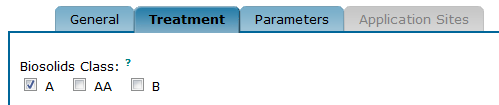 General Treatment Parameters Application Sites
Biosolids Class: ?
A AA B